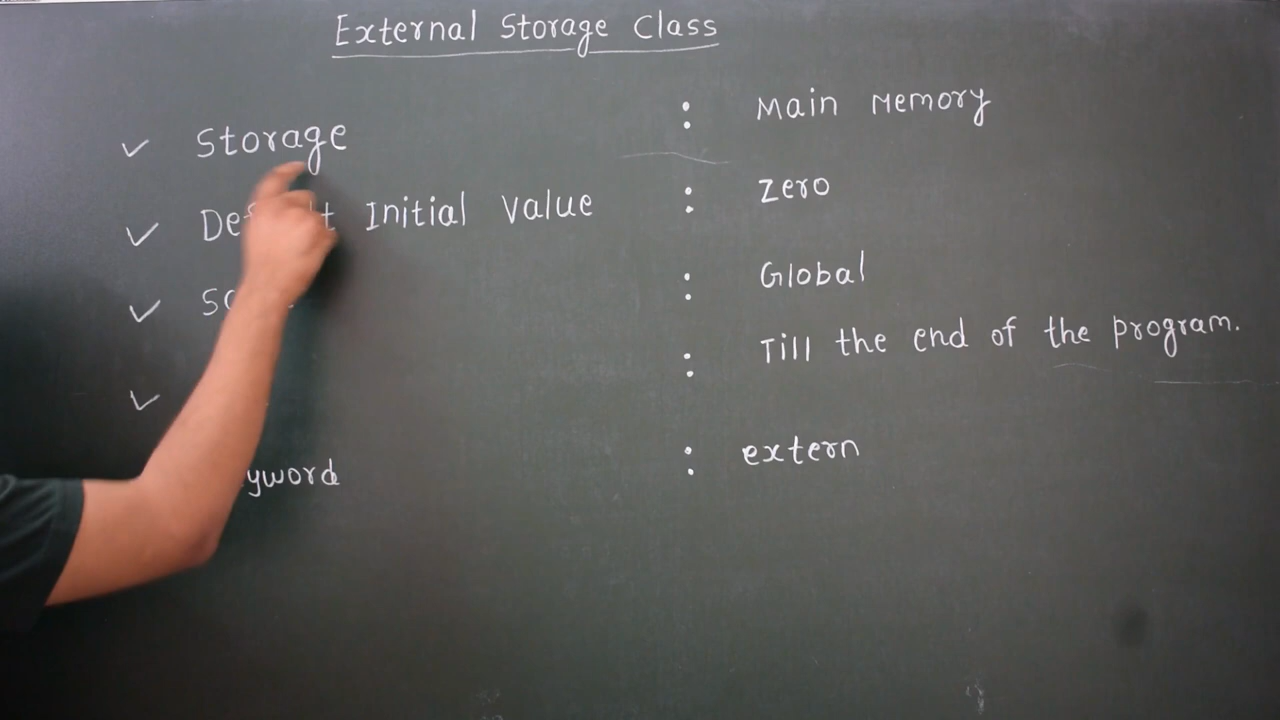 External Storage Class
Storage : Main Memory
Initial Value : Zero
: Global
: Till the end of the program.
: extern